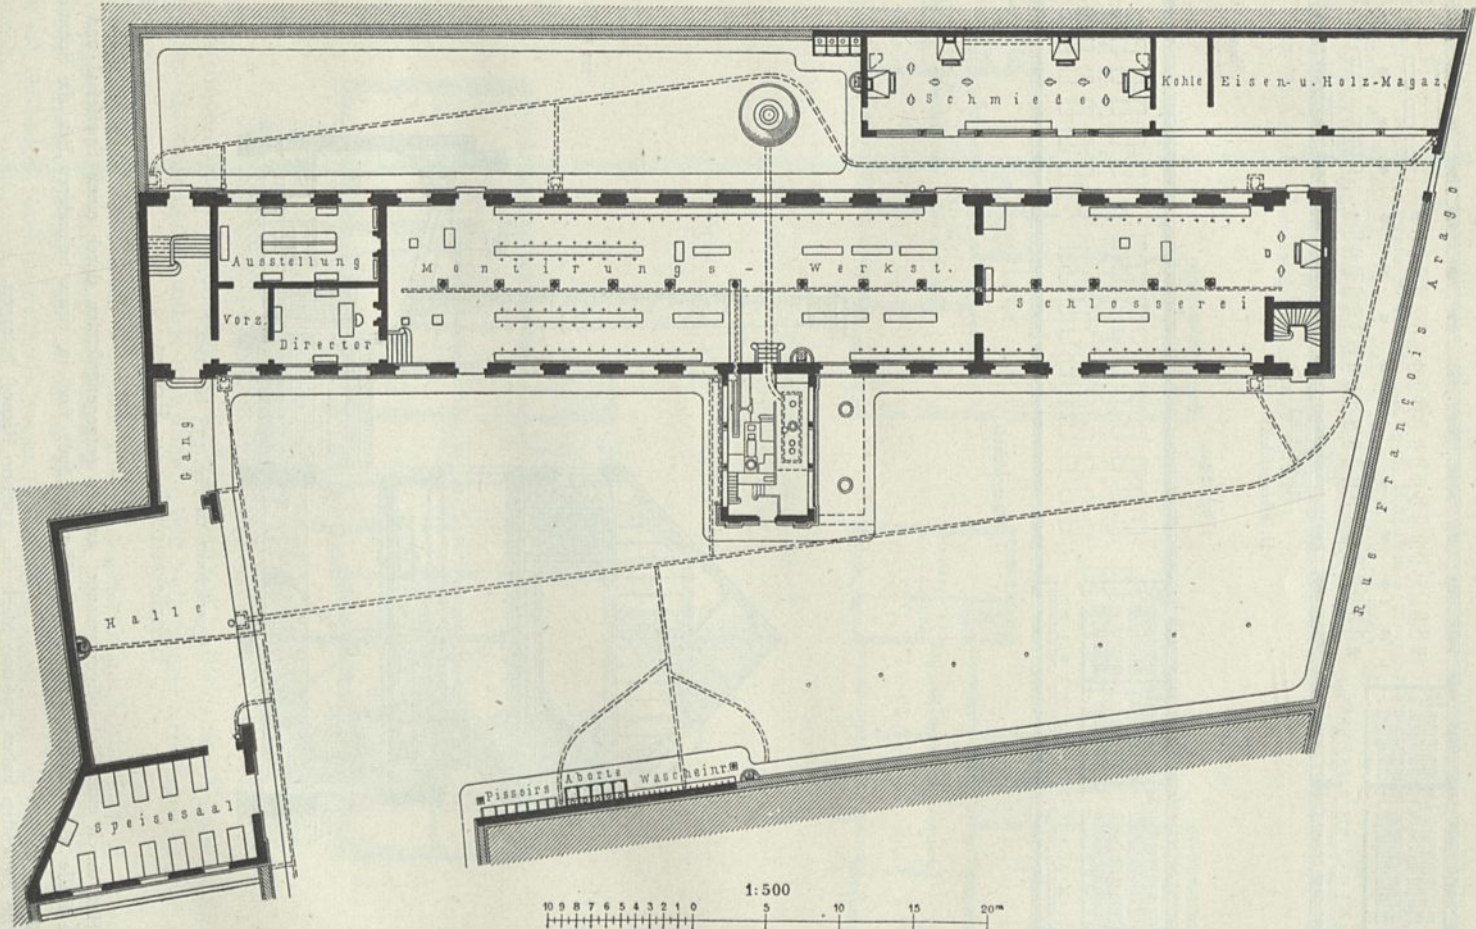 Schmiede
Kohle
Eisen- u. Holz-Magaz.
Ausstellung
Montirungs-Werkst.
Schlosserei
Vorz.
Director
Gang
Halle
Speisesaal
Pissoirs
Aborte
Wascheinr.
Rue François Arago
1:500
10 9 8 7 6 5 4 3 2 1 0 5 10 15 20m